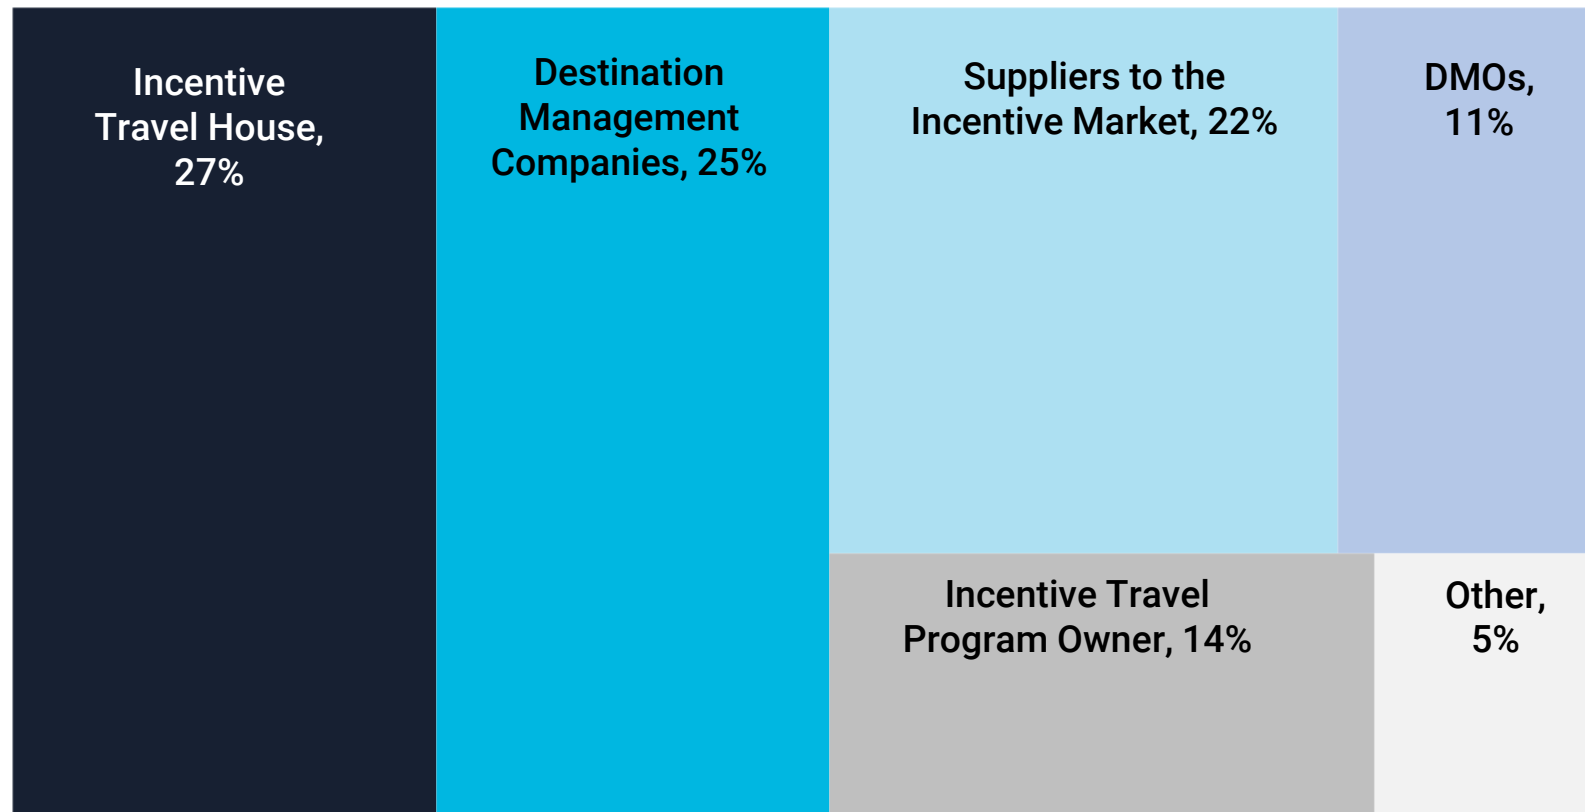 Incentive
Travel House,
27%
Destination
Management
Companies, 25%
Suppliers to the
Incentive Market, 22%
DMOs,
11%
Incentive Travel
Program Owner, 14%
Other,
5%